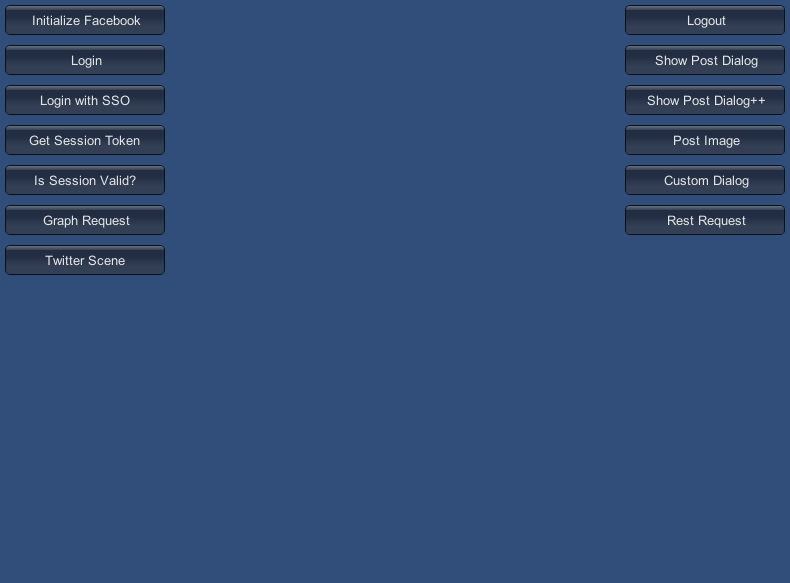 Initialize Facebook
Login
Login with SSO
Get Session Token
Is Session Valid?
Graph Request
Twitter Scene
Logout
Show Post Dialog
Show Post Dialog++
Post Image
Custom Dialog
Rest Request